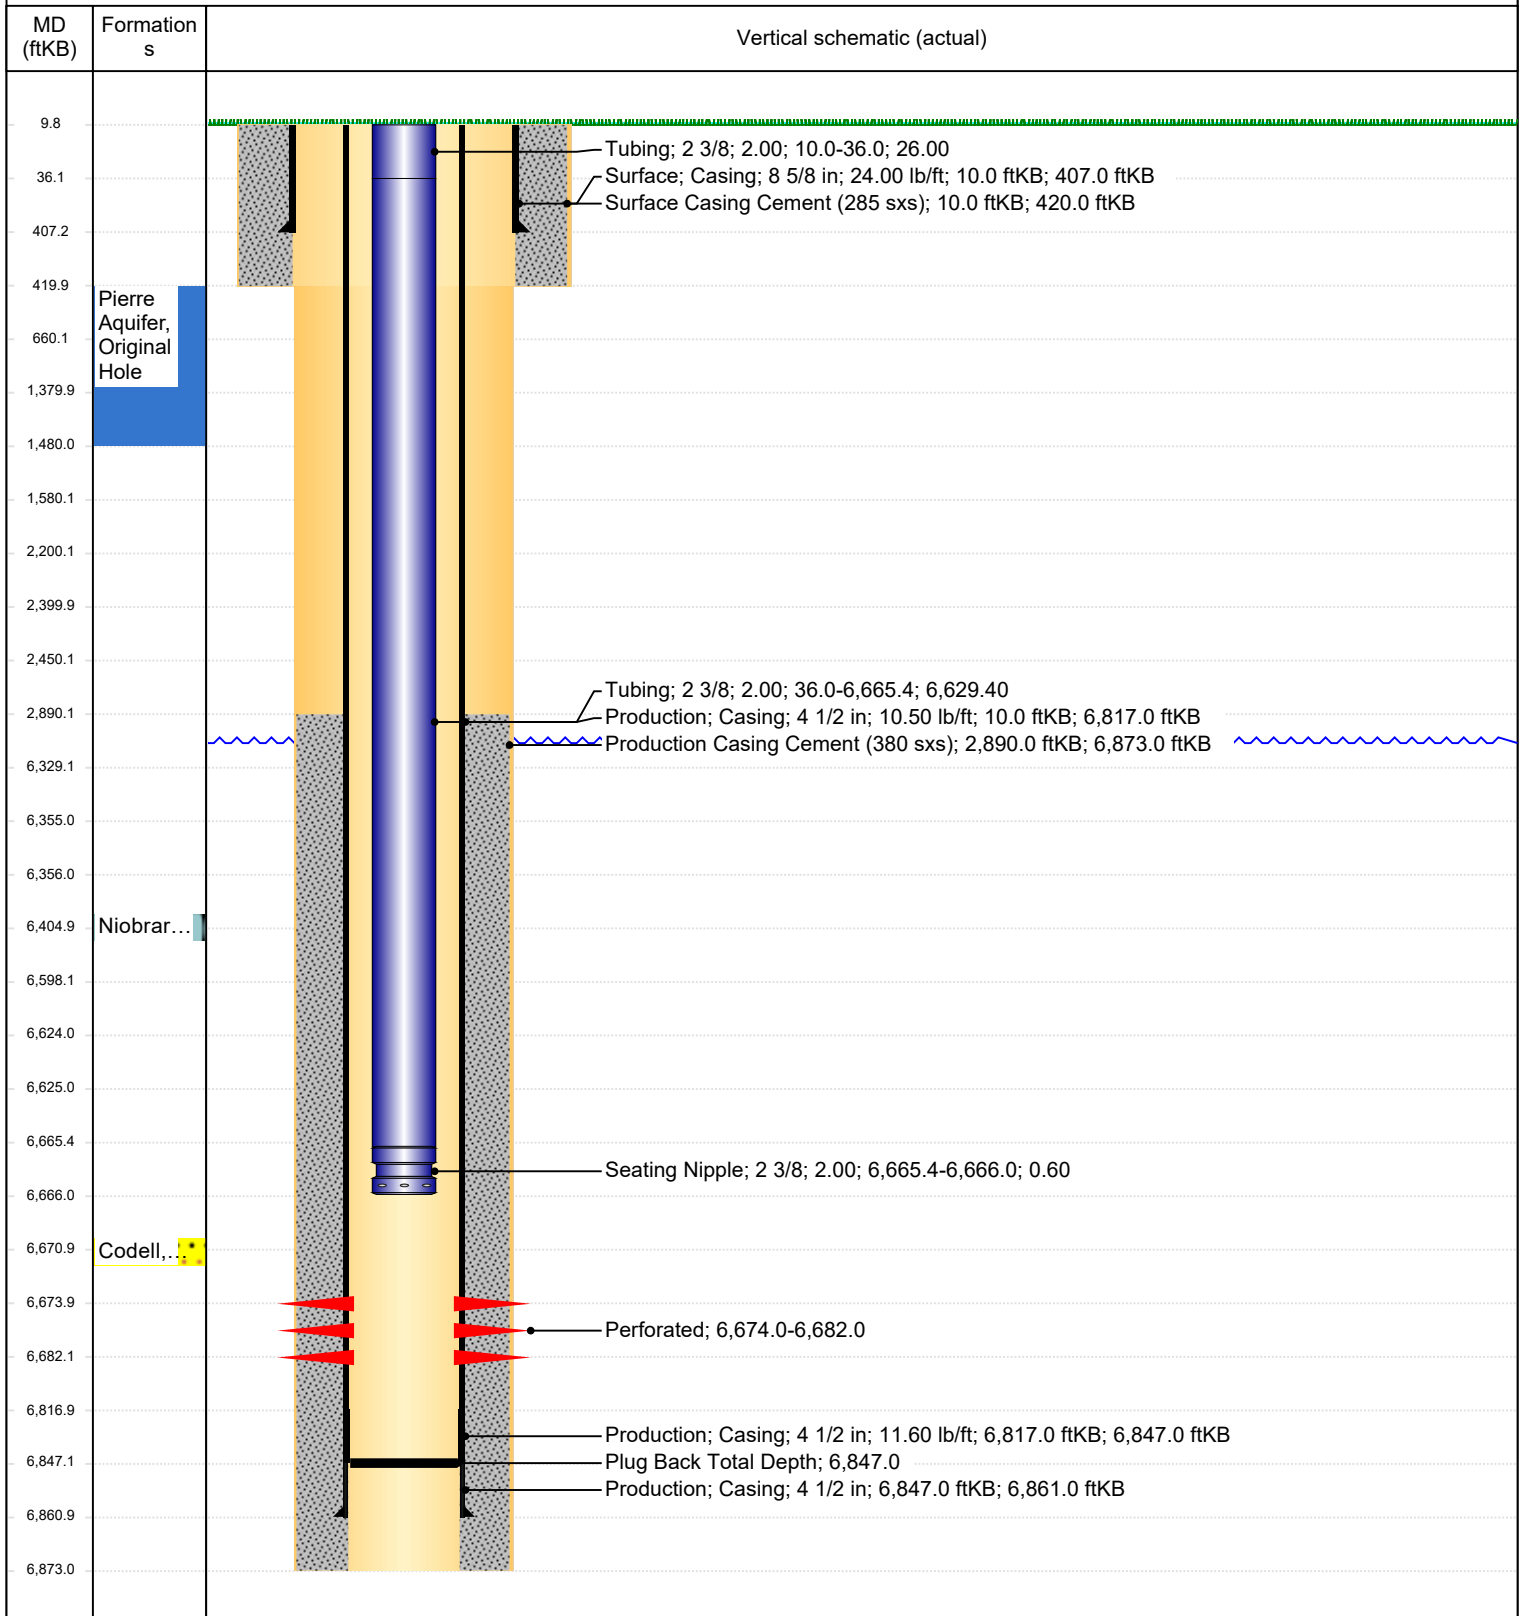 MD
(ftKB)
Formation
s
Vertical schematic (actual)
9.8
Tubing; 2 3/8; 2.00; 10.0-36.0; 26.00
36.1
Surface; Casing; 8 5/8 in; 24.00 lb/ft; 10.0 ftKB; 407.0 ftKB
Surface Casing Cement (285 sxs); 10.0 ftKB; 420.0 ftKB
407.2
419.9
Pierre
Aquifer,
Original
Hole
660.1
1,379.9
1,480.0
1,580.1
2,200.1
2,399.9
2,450.1
Tubing; 2 3/8; 2.00; 36.0-6,665.4; 6,629.40
2,890.1
Production; Casing; 4 1/2 in; 10.50 lb/ft; 10.0 ftKB; 6,817.0 ftKB
Production Casing Cement (380 sxs); 2,890.0 ftKB; 6,873.0 ftKB
6,329.1
6,355.0
6,356.0
6,404.9
Niobrar…
6,598.1
6,624.0
6,625.0
6,665.4
Seating Nipple; 2 3/8; 2.00; 6,665.4-6,666.0; 0.60
6,666.0
6,670.9
Codell,…
6,673.9
Perforated; 6,674.0-6,682.0
6,682.1
6,816.9
Production; Casing; 4 1/2 in; 11.60 lb/ft; 6,817.0 ftKB; 6,847.0 ftKB
6,847.1
Plug Back Total Depth; 6,847.0
Production; Casing; 4 1/2 in; 6,847.0 ftKB; 6,861.0 ftKB
6,860.9
6,873.0